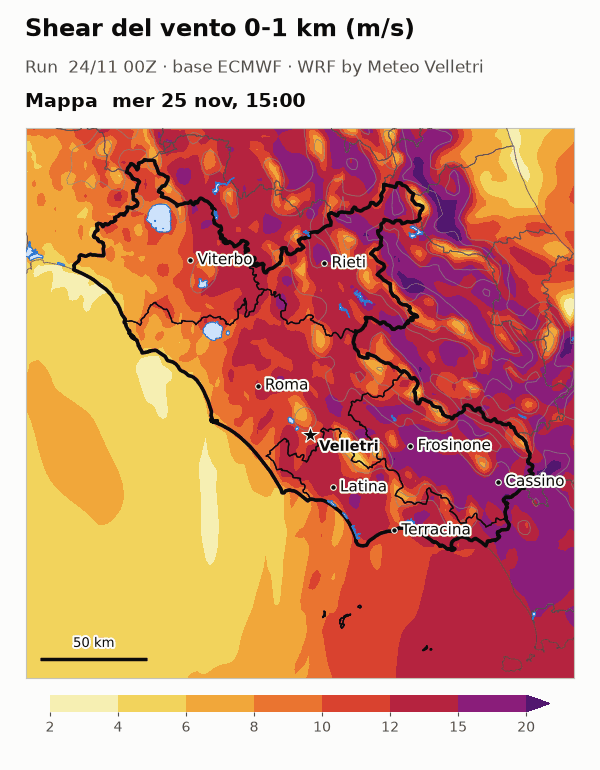 Shear del vento 0-1 km (m/s)
Run 24/11 00Z · base ECMWF · WRF by Meteo Velletri
Mappa mer 25 nov, 15:00
Viterbo
Rieti
Roma
Velletri
Frosinone
Latina
Cassino
Terracina
50 km
2 4 6 8 10 12 15 20